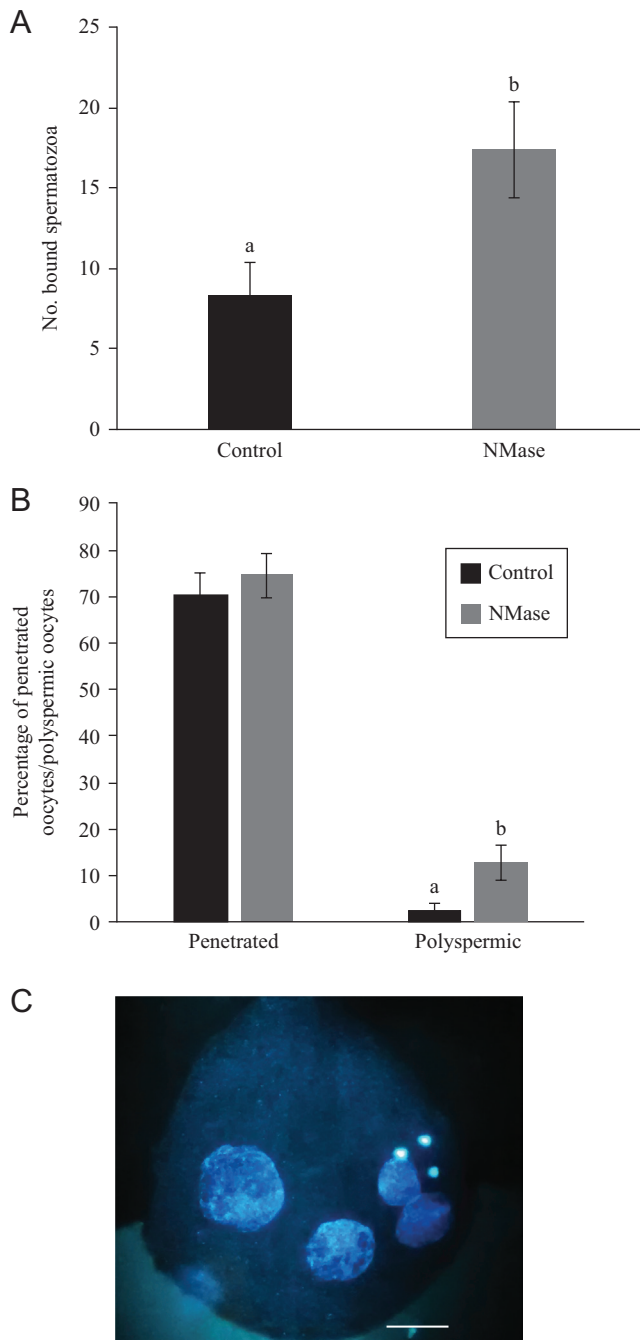 A
25
20
15
10
5
0
No. bound spermatozoa
a
b
Control
NMase
B
90
80
70
60
50
40
30
20
10
0
Percentage of penetrated
oocytes/polyspermic oocytes
Control
NMase
a
b
Penetrated
Polyspermic
C